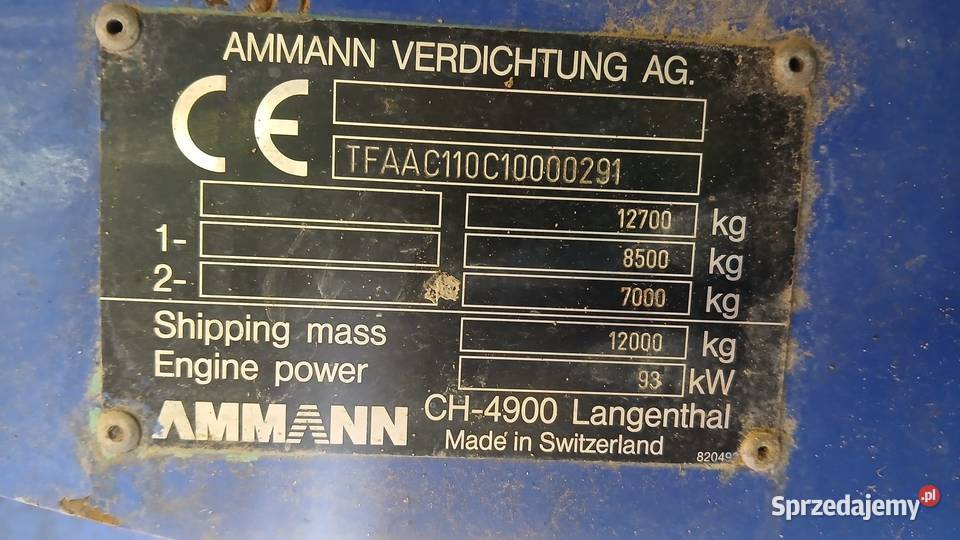 AMMANN VERDICHTUNG AG.
CE
TFAAC110C10000291
12700 kg
1- 8500 kg
2- 7000 kg
Shipping mass 12000 kg
Engine power 93 kW
AMMANN CH-4900 Langenthal
Made in Switzerland
Sprzedajemy.pl